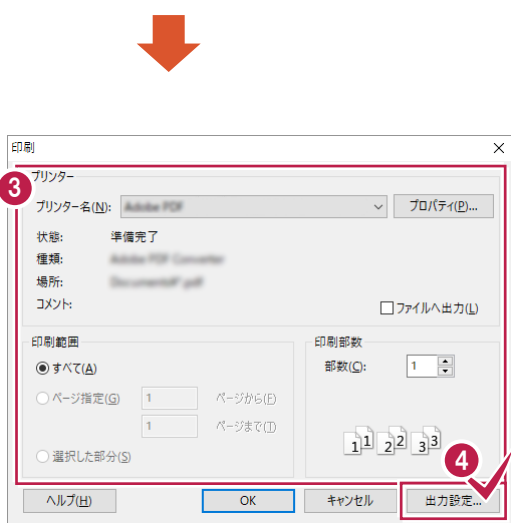 印刷
3
プリンター
プリンター名(N):
プロパティ(P)...
状態: 準備完了
種類:
場所:
コメント:
ファイルへ出力(L)
印刷範囲
すべて(A)
ページ指定(G) 1 ページから(F)
1 ページまで(T)
選択した部分(S)
印刷部数
部数(C): 1
1 1 2 2 3 3
4
ヘルプ(H) OK キャンセル 出力設定...